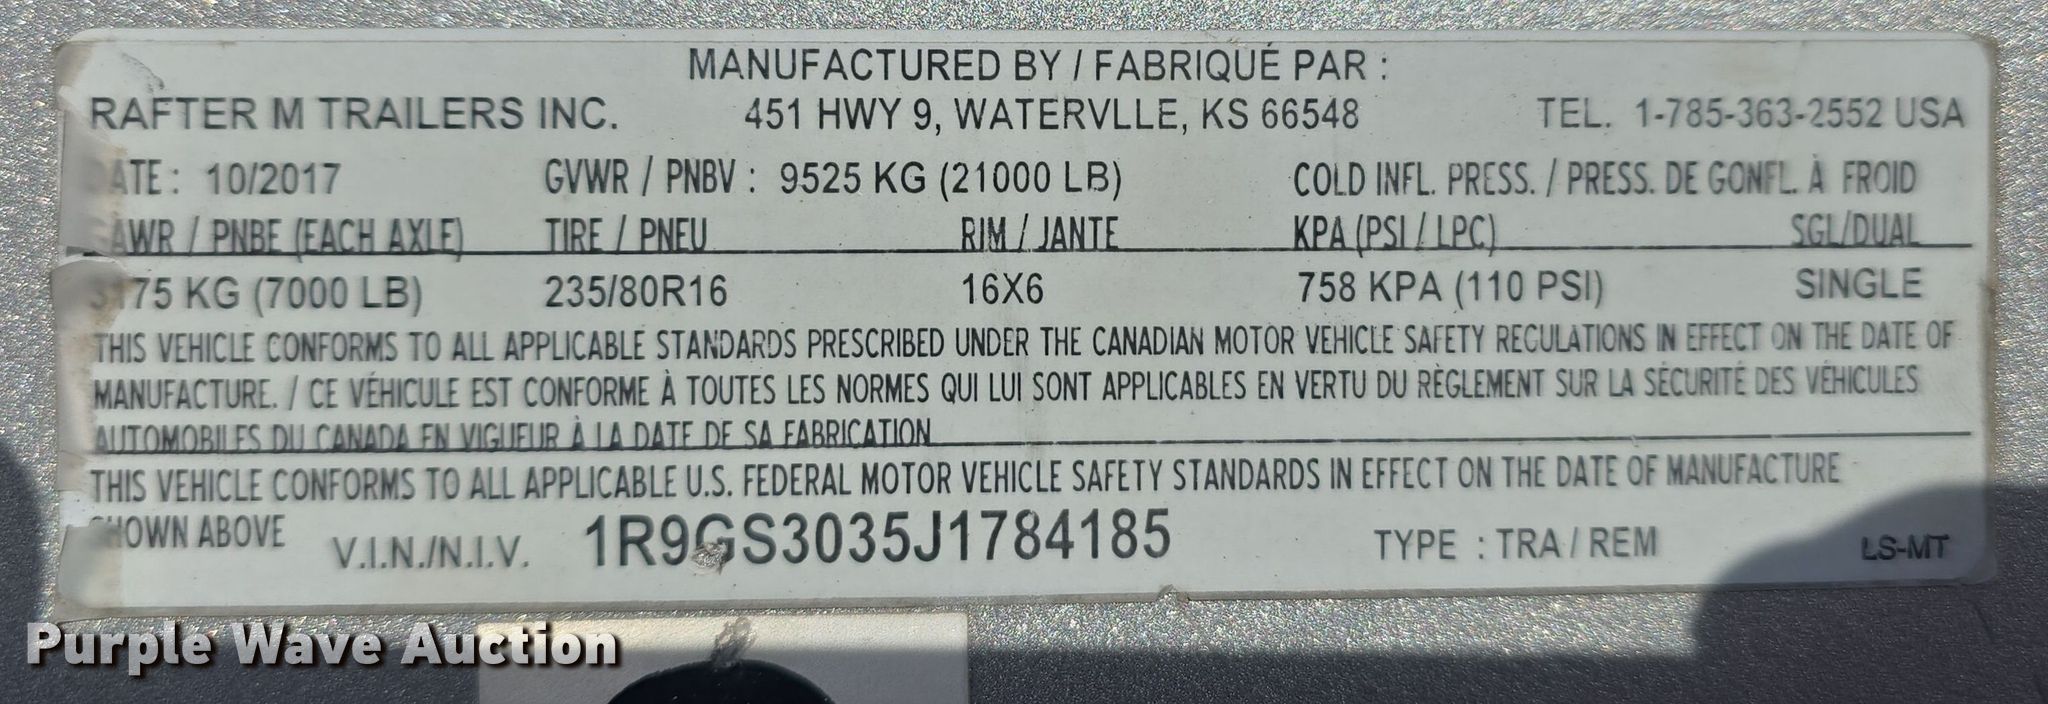 MANUFACTURED BY / FABRIQUÉ PAR :
RAFTER M TRAILERS INC. 451 HWY 9, WATERVLLE, KS 66548 TEL. 1-785-363-2552 USA
DATE : 10/2017 GVWR / PNBV : 9525 KG (21000 LB) COLD INFL. PRESS. / PRESS. DE GONFL. À FROID
GAWR / PNBE (EACH AXLE) TIRE / PNEU RIM / JANTE KPA (PSI / LPC) SGL/DUAL
3175 KG (7000 LB) 235/80R16 16X6 758 KPA (110 PSI) SINGLE
THIS VEHICLE CONFORMS TO ALL APPLICABLE STANDARDS PRESCRIBED UNDER THE CANADIAN MOTOR VEHICLE SAFETY REGULATIONS IN EFFECT ON THE DATE OF
MANUFACTURE. / CE VÉHICULE EST CONFORME À TOUTES LES NORMES QUI LUI SONT APPLICABLES EN VERTU DU RÈGLEMENT SUR LA SÉCURITÉ DES VÉHICULES
AUTOMOBILES DU CANADA EN VIGUEUR À LA DATE DE SA FABRICATION
THIS VEHICLE CONFORMS TO ALL APPLICABLE U.S. FEDERAL MOTOR VEHICLE SAFETY STANDARDS IN EFFECT ON THE DATE OF MANUFACTURE
SHOWN ABOVE V.I.N./N.I.V. 1R9GS3035J1784185 TYPE : TRA / REM LS-MT
Purple Wave Auction